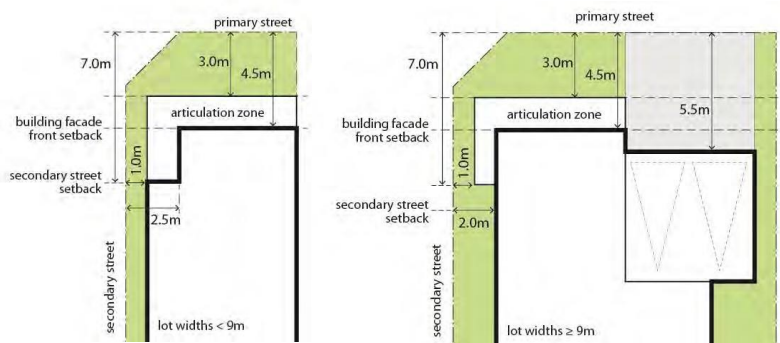 primary street
7.0m
3.0m
4.5m
articulation zone
building facade
front setback
1.0m
secondary street
setback
2.5m
secondary street
lot widths < 9m
primary street
7.0m
3.0m
4.5m
5.5m
articulation zone
building facade
front setback
1.0m
secondary street
setback
2.0m
secondary street
lot widths ≥ 9m